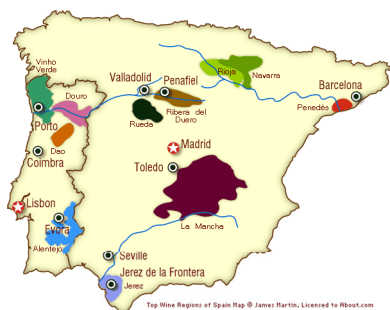 Vinho
Verde
Douro
Porto
Dao
Coimbra
Lisbon
Evora
Alentejo
Valladolid
Penafiel
Rueda
Ribera del
Duero
Rioja
Navarra
Barcelona
Penedès
Madrid
Toledo
La Mancha
Seville
Jerez de la Frontera
Jerez
Top Wine Regions of Spain Map © James Martin, Licensed to About.com